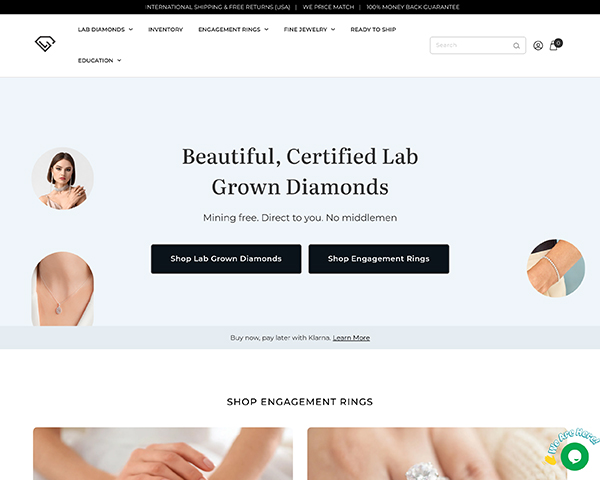 INTERNATIONAL SHIPPING & FREE RETURNS (USA) | WE PRICE MATCH | 100% MONEY BACK GUARANTEE
LAB DIAMONDS INVENTORY ENGAGEMENT RINGS FINE JEWELRY READY TO SHIP
Search
0
EDUCATION
Beautiful, Certified Lab
Grown Diamonds
Mining free. Direct to you. No middlemen
Shop Lab Grown Diamonds
Shop Engagement Rings
Buy now, pay later with Klarna. Learn More
SHOP ENGAGEMENT RINGS
We Are Here!